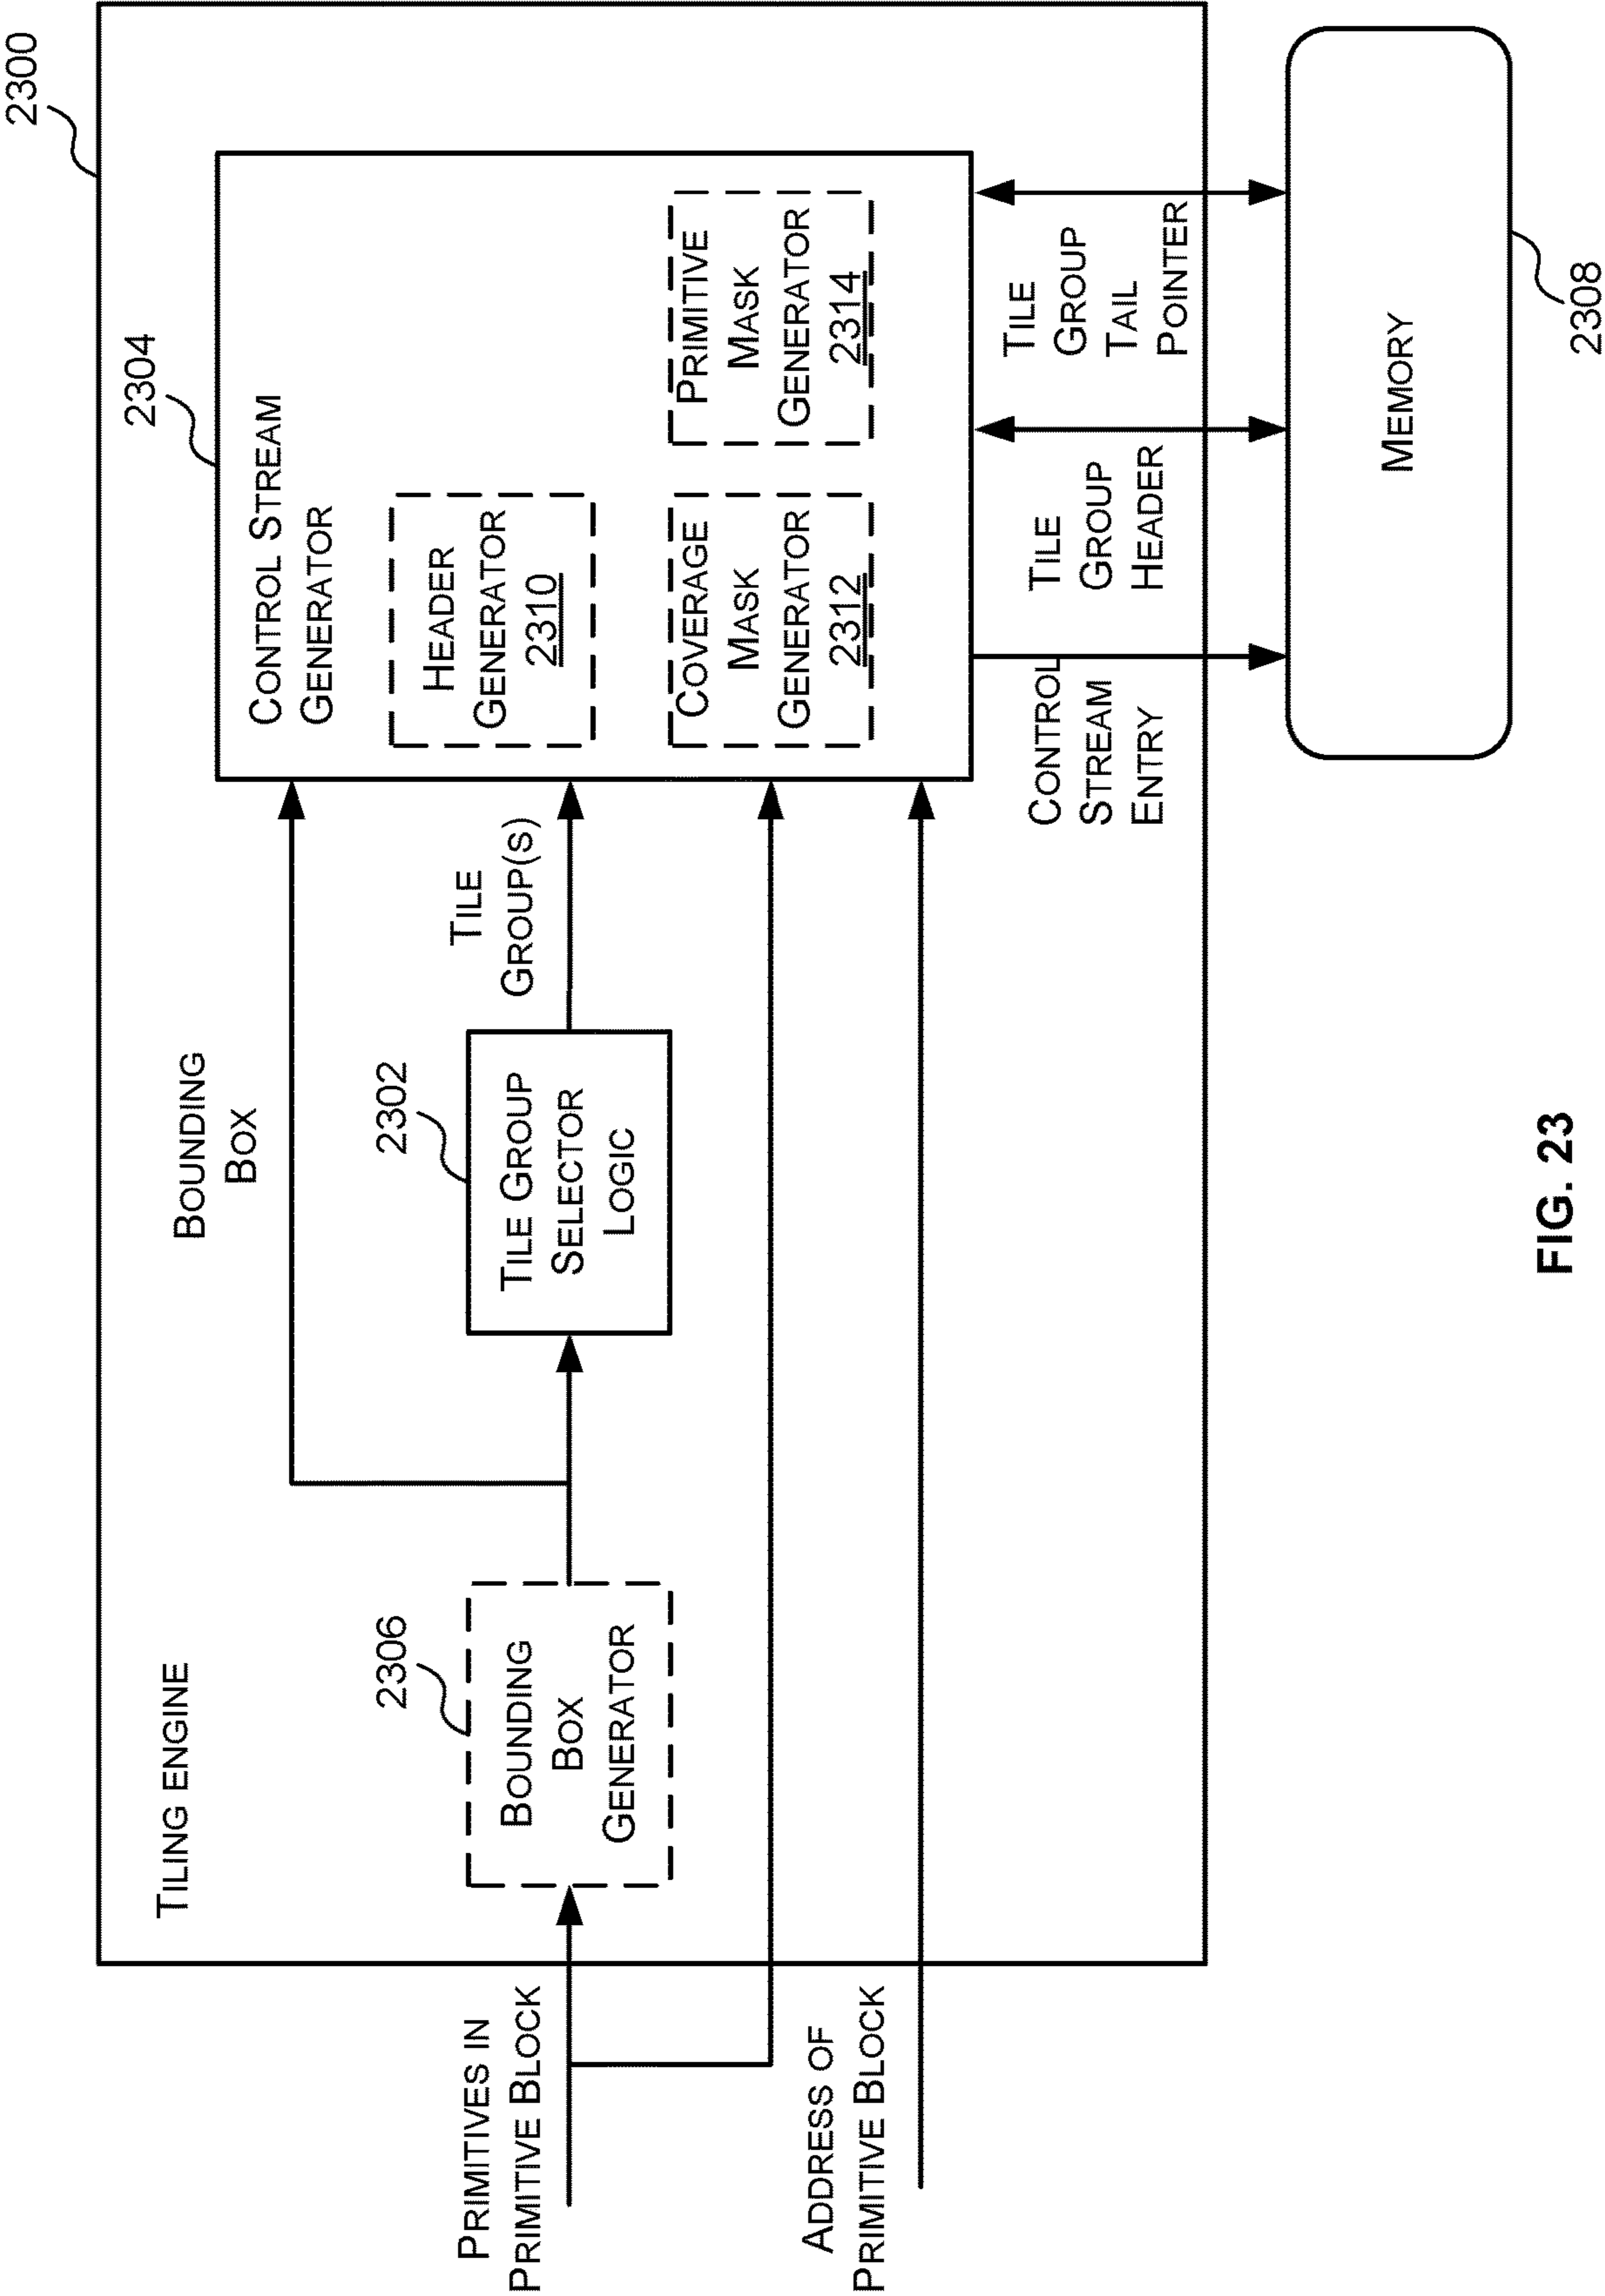 2300
TILING ENGINE
2304
CONTROL STREAM
GENERATOR
BOUNDING
BOX
2306
BOUNDING
BOX
GENERATOR
2302
TILE GROUP
SELECTOR
LOGIC
TILE
GROUP(S)
HEADER
GENERATOR
2310
COVERAGE
MASK
GENERATOR
2312
PRIMITIVE
MASK
GENERATOR
2314
PRIMITIVES IN
PRIMITIVE BLOCK
ADDRESS OF
PRIMITIVE BLOCK
CONTROL
STREAM
ENTRY
TILE
GROUP
HEADER
TILE
GROUP
TAIL
POINTER
MEMORY
2308
FIG. 23